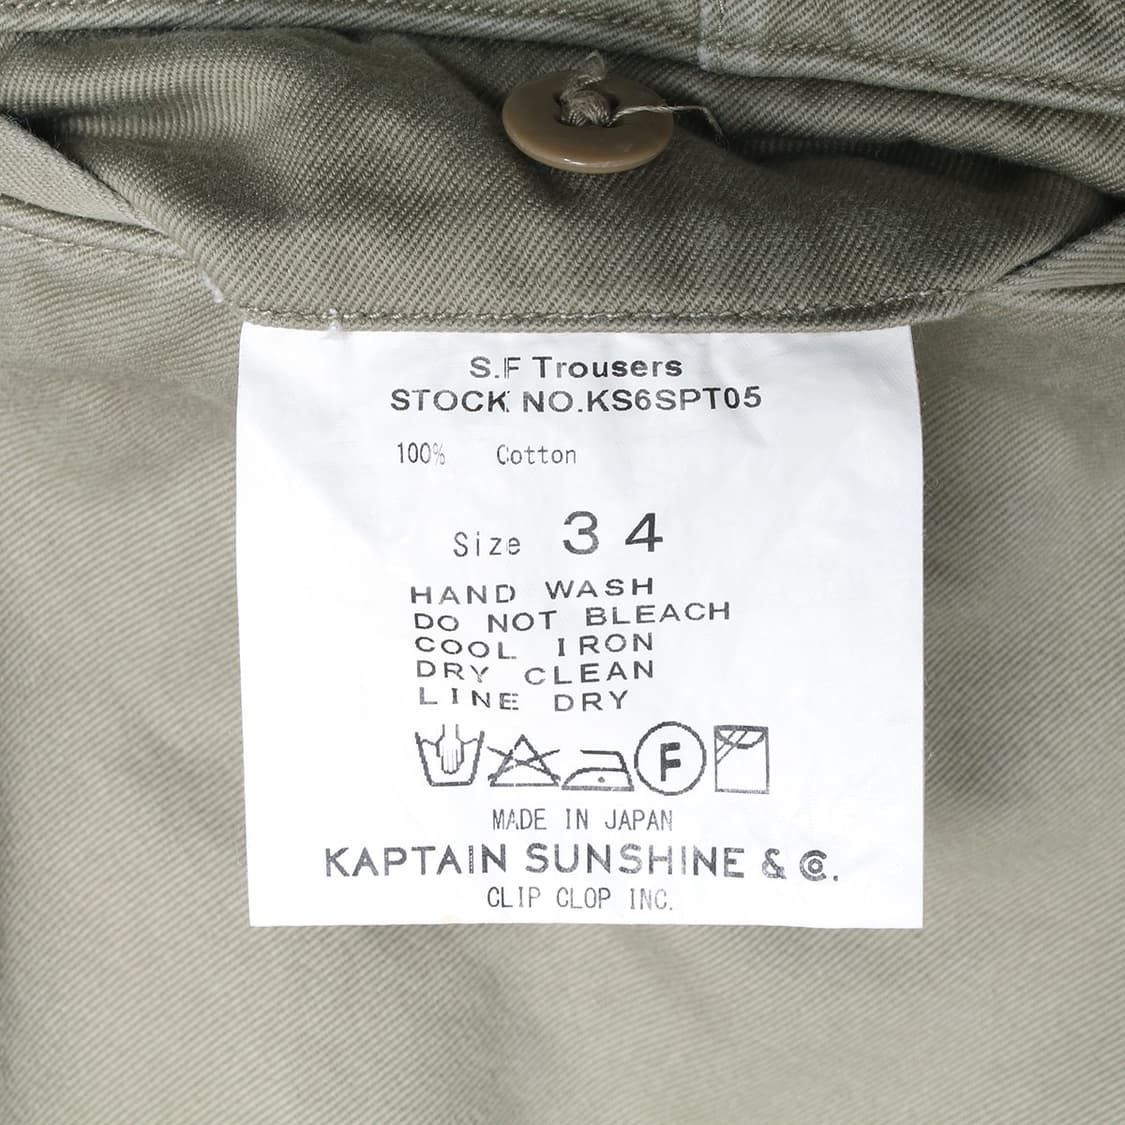 S.F Trousers
STOCK NO.KS6SPT05
100% Cotton
Size 34
HAND WASH
DO NOT BLEACH
COOL IRON
DRY CLEAN
LINE DRY
F
MADE IN JAPAN
KAPTAIN SUNSHINE & Co.
CLIP CLOP INC.